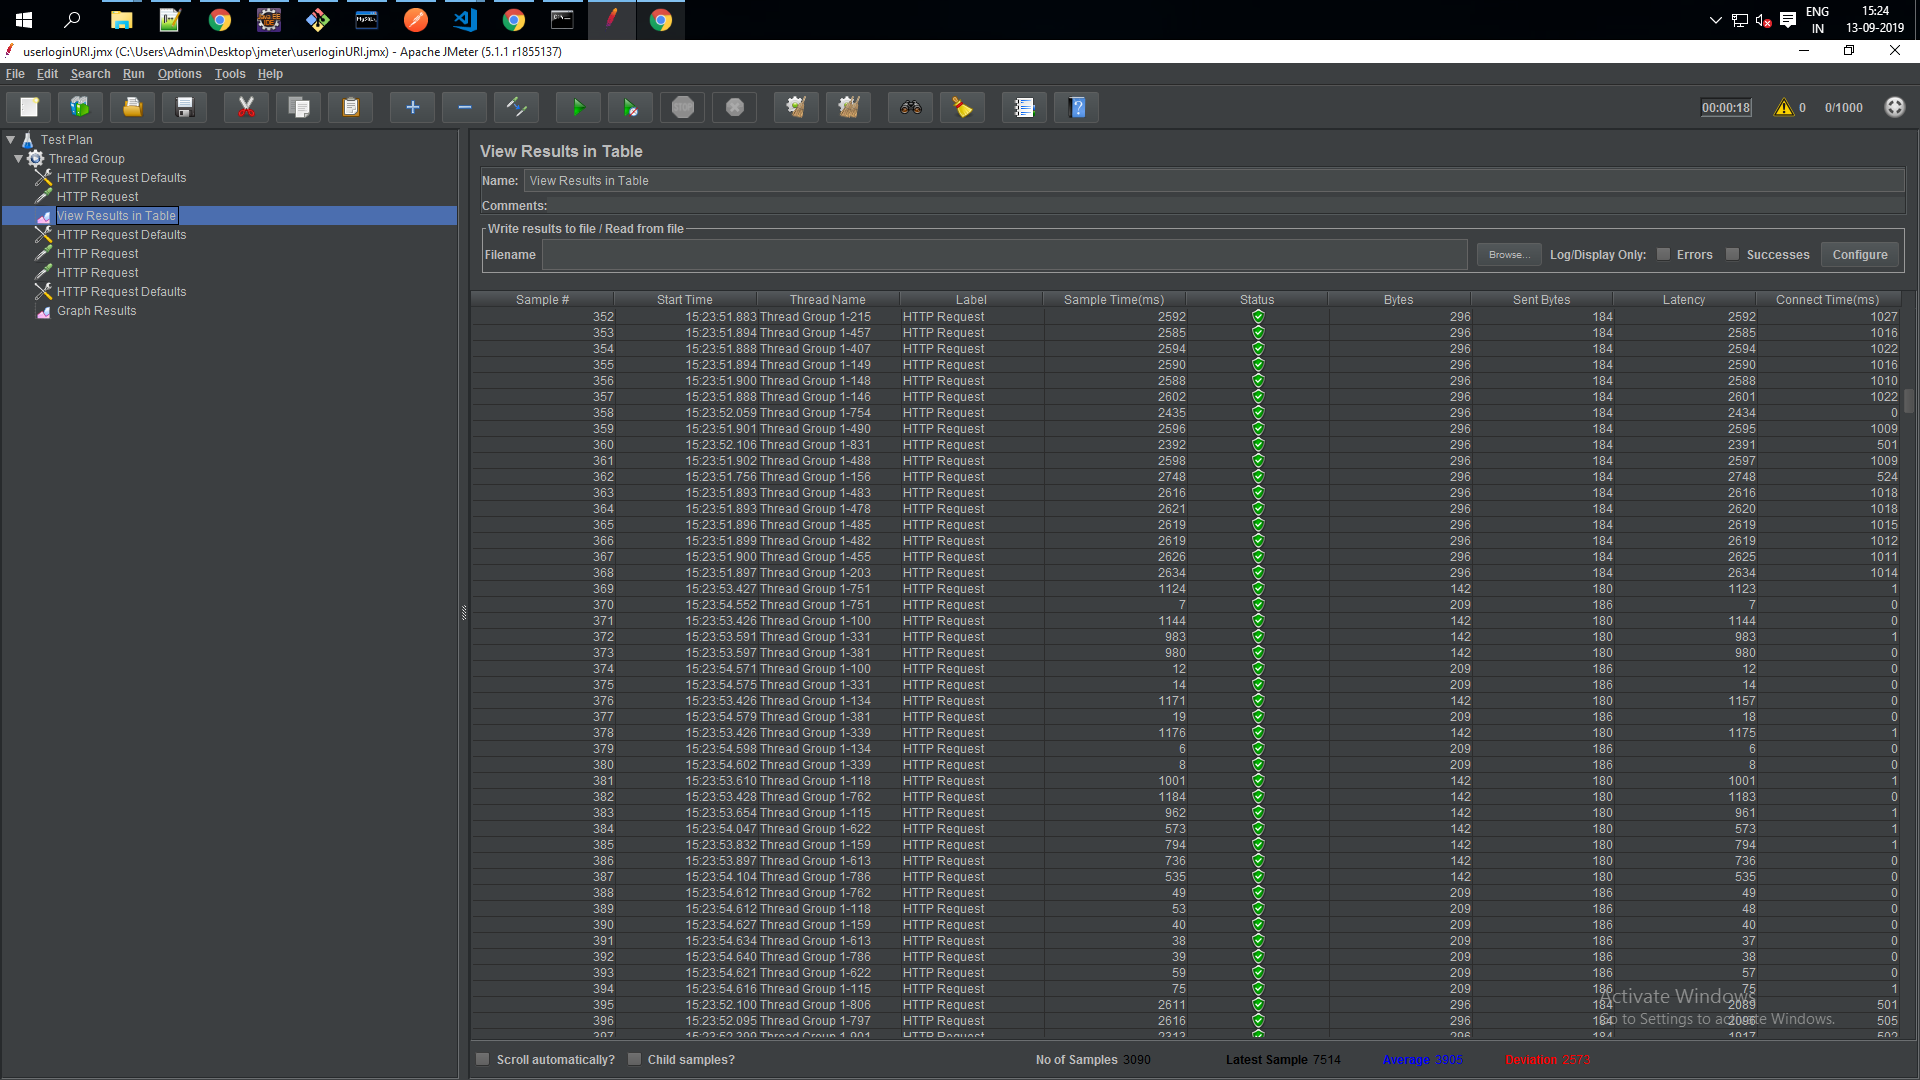 ENG
IN
15:24
13-09-2019
userloginURI.jmx (C:\Users\Admin\Desktop\jmeter\userloginURI.jmx) - Apache JMeter (5.1.1 r1855137)
File Edit Search Run Options Tools Help
STOP
00:00:18 0 0/1000
Test Plan
Thread Group
HTTP Request Defaults
HTTP Request
View Results in Table
HTTP Request Defaults
HTTP Request
HTTP Request
HTTP Request Defaults
Graph Results
View Results in Table
Name: View Results in Table
Comments:
Write results to file / Read from file
Filename Browse... Log/Display Only: Errors Successes Configure
Sample # Start Time Thread Name Label Sample Time(ms) Status Bytes Sent Bytes Latency Connect Time(ms)
352 15:23:51.883 Thread Group 1-215 HTTP Request 2592 296 184 2592 1027
353 15:23:51.894 Thread Group 1-457 HTTP Request 2585 296 184 2585 1016
354 15:23:51.888 Thread Group 1-407 HTTP Request 2594 296 184 2594 1022
355 15:23:51.894 Thread Group 1-149 HTTP Request 2590 296 184 2590 1016
356 15:23:51.900 Thread Group 1-148 HTTP Request 2588 296 184 2588 1010
357 15:23:51.888 Thread Group 1-146 HTTP Request 2602 296 184 2601 1022
358 15:23:52.059 Thread Group 1-754 HTTP Request 2435 296 184 2434 0
359 15:23:51.901 Thread Group 1-490 HTTP Request 2596 296 184 2595 1009
360 15:23:52.106 Thread Group 1-831 HTTP Request 2392 296 184 2391 501
361 15:23:51.902 Thread Group 1-488 HTTP Request 2598 296 184 2597 1009
362 15:23:51.756 Thread Group 1-156 HTTP Request 2748 296 184 2748 524
363 15:23:51.893 Thread Group 1-483 HTTP Request 2616 296 184 2616 1018
364 15:23:51.893 Thread Group 1-478 HTTP Request 2621 296 184 2620 1018
365 15:23:51.896 Thread Group 1-485 HTTP Request 2619 296 184 2619 1015
366 15:23:51.899 Thread Group 1-482 HTTP Request 2619 296 184 2619 1012
367 15:23:51.900 Thread Group 1-455 HTTP Request 2626 296 184 2625 1011
368 15:23:51.897 Thread Group 1-203 HTTP Request 2634 296 184 2634 1014
369 15:23:53.427 Thread Group 1-751 HTTP Request 1124 142 180 1123 1
370 15:23:54.552 Thread Group 1-751 HTTP Request 7 209 186 7 0
371 15:23:53.426 Thread Group 1-100 HTTP Request 1144 142 180 1144 0
372 15:23:53.591 Thread Group 1-331 HTTP Request 983 142 180 983 1
373 15:23:53.597 Thread Group 1-381 HTTP Request 980 142 180 980 0
374 15:23:54.571 Thread Group 1-100 HTTP Request 12 209 186 12 0
375 15:23:54.575 Thread Group 1-331 HTTP Request 14 209 186 14 0
376 15:23:53.426 Thread Group 1-134 HTTP Request 1171 142 180 1157 0
377 15:23:54.579 Thread Group 1-381 HTTP Request 19 209 186 18 0
378 15:23:53.426 Thread Group 1-339 HTTP Request 1176 142 180 1175 1
379 15:23:54.598 Thread Group 1-134 HTTP Request 6 209 186 6 0
380 15:23:54.602 Thread Group 1-339 HTTP Request 8 209 186 8 0
381 15:23:53.610 Thread Group 1-118 HTTP Request 1001 142 180 1001 1
382 15:23:53.428 Thread Group 1-762 HTTP Request 1184 142 180 1183 0
383 15:23:53.654 Thread Group 1-115 HTTP Request 962 142 180 961 1
384 15:23:54.047 Thread Group 1-622 HTTP Request 573 142 180 573 1
385 15:23:53.832 Thread Group 1-159 HTTP Request 794 142 180 794 1
386 15:23:53.897 Thread Group 1-613 HTTP Request 736 142 180 736 0
387 15:23:54.104 Thread Group 1-786 HTTP Request 535 142 180 535 0
388 15:23:54.612 Thread Group 1-762 HTTP Request 49 209 186 49 0
389 15:23:54.612 Thread Group 1-118 HTTP Request 53 209 186 48 0
390 15:23:54.627 Thread Group 1-159 HTTP Request 40 209 186 40 0
391 15:23:54.634 Thread Group 1-613 HTTP Request 38 209 186 37 0
392 15:23:54.640 Thread Group 1-786 HTTP Request 39 209 186 38 0
393 15:23:54.621 Thread Group 1-622 HTTP Request 59 209 186 57 0
394 15:23:54.616 Thread Group 1-115 HTTP Request 75 209 186 75 1
395 15:23:52.100 Thread Group 1-806 HTTP Request 2611 296 184 2089 501
396 15:23:52.095 Thread Group 1-797 HTTP Request 2616 296 184 2096 505
Activate Windows
Go to Settings to activate Windows.
Scroll automatically? Child samples? No of Samples 3090 Latest Sample 7514 Average 3905 Deviation 2573